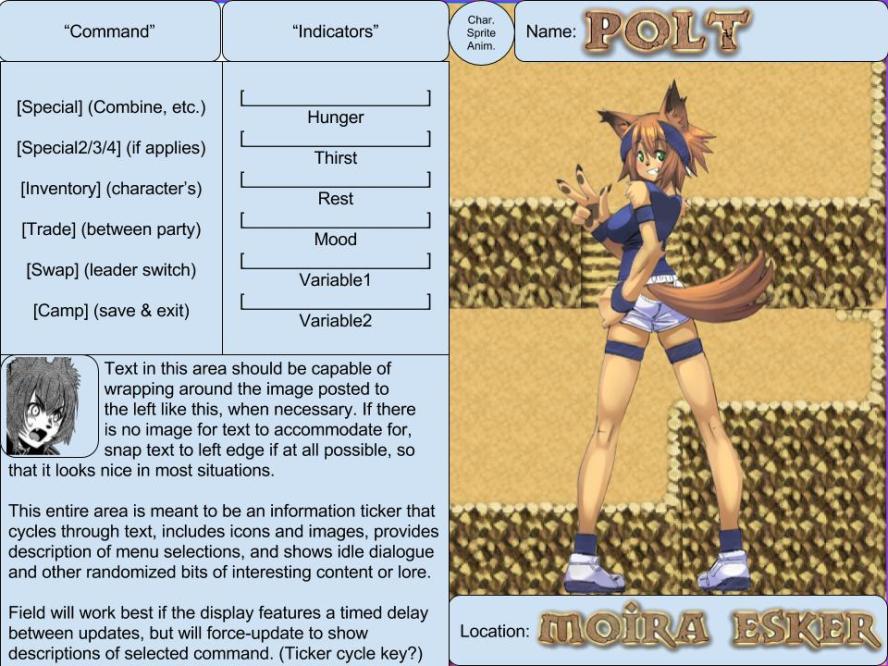 “Command”
“Indicators”
Char.
Sprite
Anim.
Name: POLT
[Special] (Combine, etc.)
[Special2/3/4] (if applies)
[Inventory] (character’s)
[Trade] (between party)
[Swap] (leader switch)
[Camp] (save & exit)
[ ]
Hunger
[ ]
Thirst
[ ]
Rest
[ ]
Mood
[ ]
Variable1
[ ]
Variable2
Text in this area should be capable of
wrapping around the image posted to
the left like this, when necessary. If there
is no image for text to accommodate for,
snap text to left edge if at all possible, so
that it looks nice in most situations.
This entire area is meant to be an information ticker that
cycles through text, includes icons and images, provides
description of menu selections, and shows idle dialogue
and other randomized bits of interesting content or lore.
Field will work best if the display features a timed delay
between updates, but will force-update to show
descriptions of selected command. (Ticker cycle key?)
Location: MOIRA ESKER